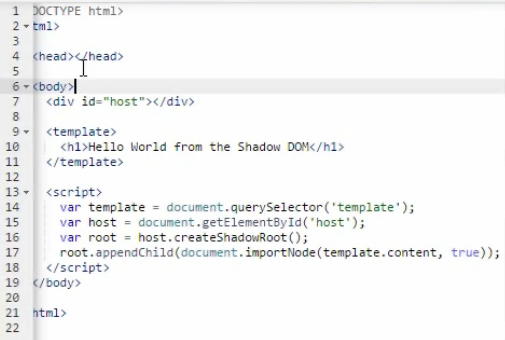 1 DOCTYPE html>
2 tml>
3
4 <head></head>
5
6 <body>
7 <div id="host"></div>
8
9 <template>
10 <h1>Hello World from the Shadow DOM</h1>
11 </template>
12
13 <script>
14 var template = document.querySelector('template');
15 var host = document.getElementById('host');
16 var root = host.createShadowRoot();
17 root.appendChild(document.importNode(template.content, true));
18 </script>
19 </body>
20
21 html>
22